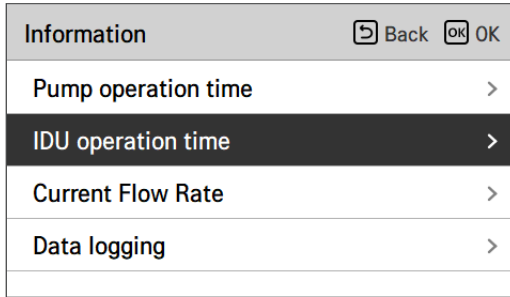 Information Back OK OK
Pump operation time
IDU operation time
Current Flow Rate
Data logging